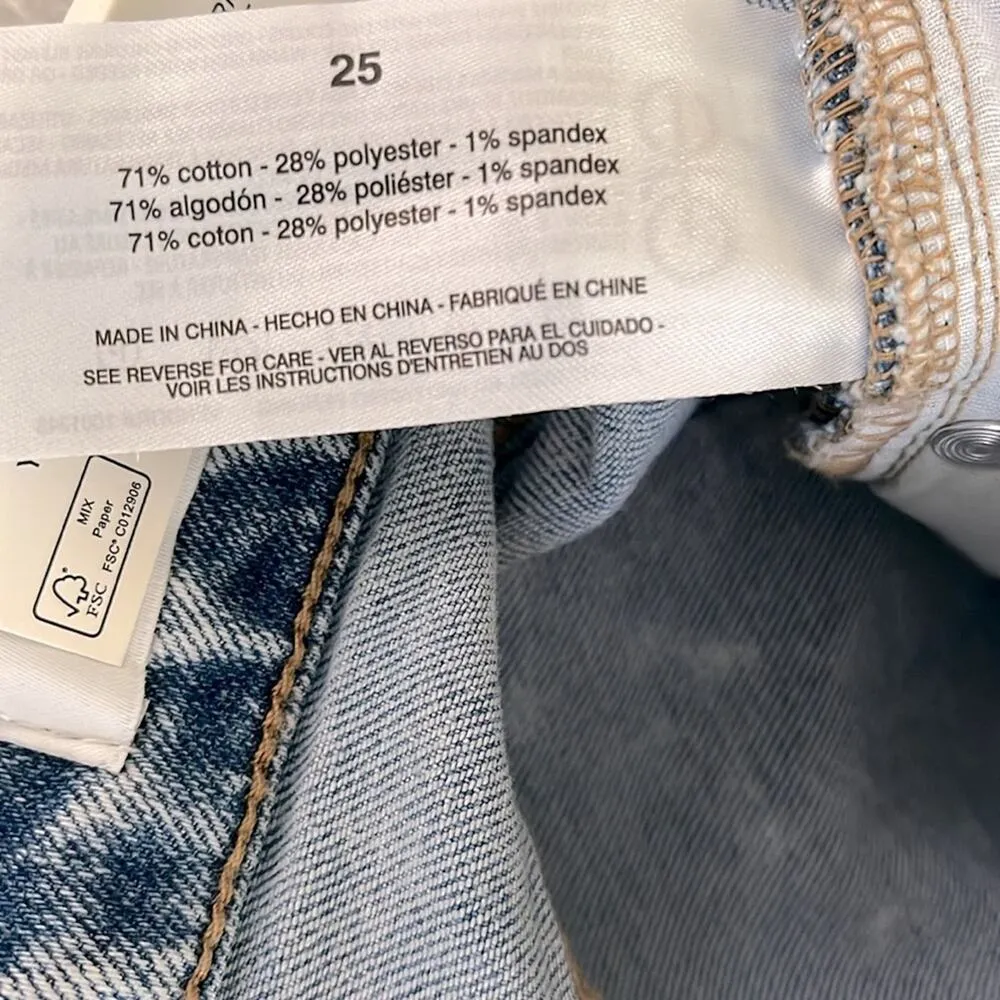 25
71% cotton - 28% polyester - 1% spandex
71% algodón - 28% poliéster - 1% spandex
71% coton - 28% polyester - 1% spandex
MADE IN CHINA - HECHO EN CHINA - FABRIQUÉ EN CHINE
SEE REVERSE FOR CARE - VER AL REVERSO PARA EL CUIDADO -
VOIR LES INSTRUCTIONS D'ENTRETIEN AU DOS
MIX
Paper
FSC® C012906
FSC